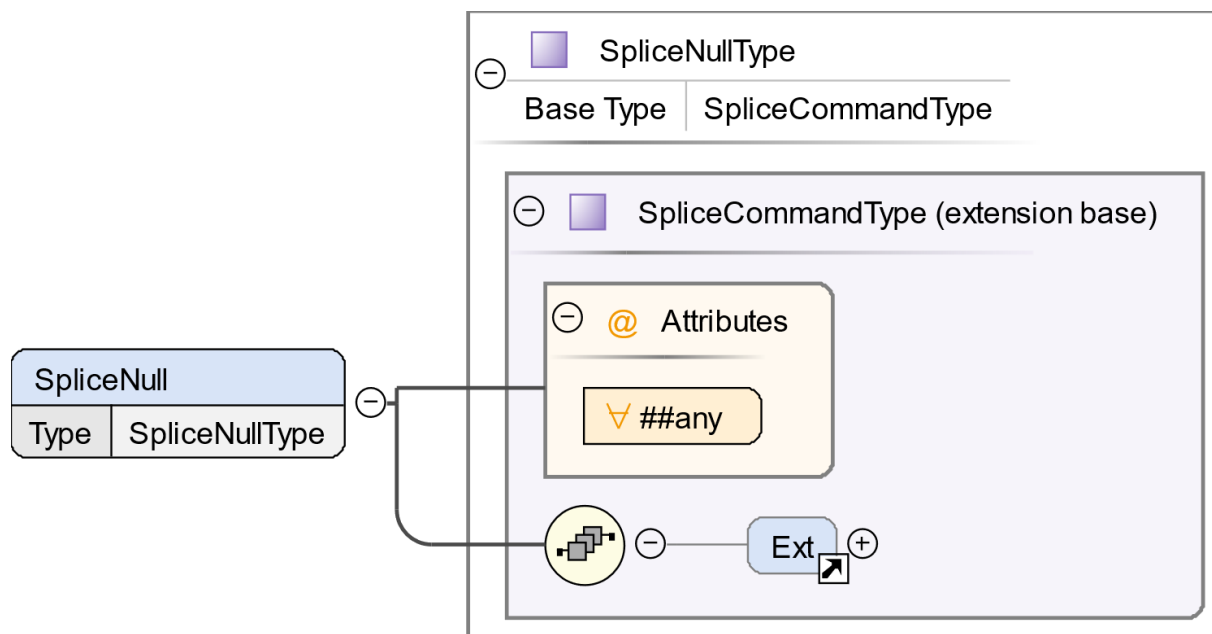 SpliceNullType
Base Type SpliceCommandType
SpliceCommandType (extension base)
@ Attributes
∀ ##any
SpliceNull
Type SpliceNullType
Ext